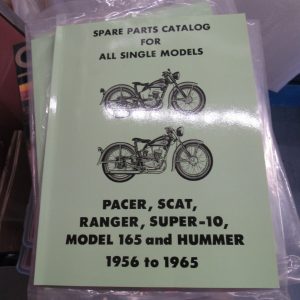 SPARE PARTS CATALOG
FOR
ALL SINGLE MODELS
PACER, SCAT,
RANGER, SUPER-10,
MODEL 165 and HUMMER
1956 to 1965